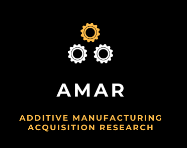 AMAR
ADDITIVE MANUFACTURING
ACQUISITION RESEARCH